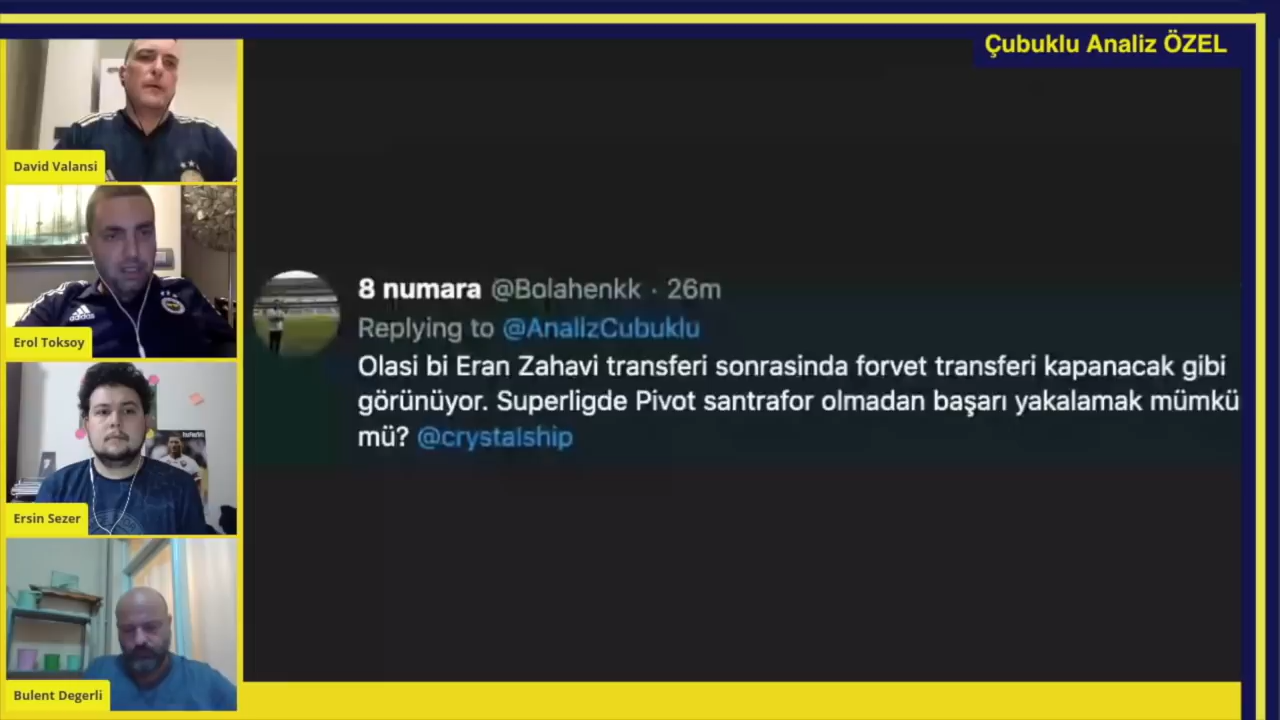 Çubuklu Analiz ÖZEL
David Valansi
Erol Toksoy
Ersin Sezer
Bulent Degerli
8 numara @Bolahenkk · 26m
Replying to @AnalizCubuklu
Olasi bi Eran Zahavi transferi sonrasinda forvet transferi kapanacak gibi
görünüyor. Superligde Pivot santrafor olmadan başarı yakalamak mümkü
mü? @crystalship
adidas